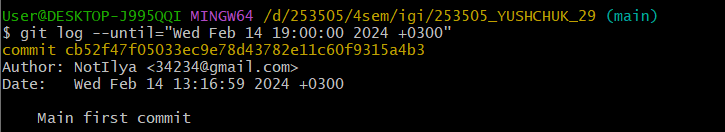 User@DESKTOP-J995QQI MINGW64 /d/253505/4sem/igi/253505_YUSHCHUK_29 (main)
$ git log --until="Wed Feb 14 19:00:00 2024 +0300"
commit cb52f47f05033ec9e78d43782e11c60f9315a4b3
Author: NotIlya <34234@gmail.com>
Date:   Wed Feb 14 13:16:59 2024 +0300
    Main first commit